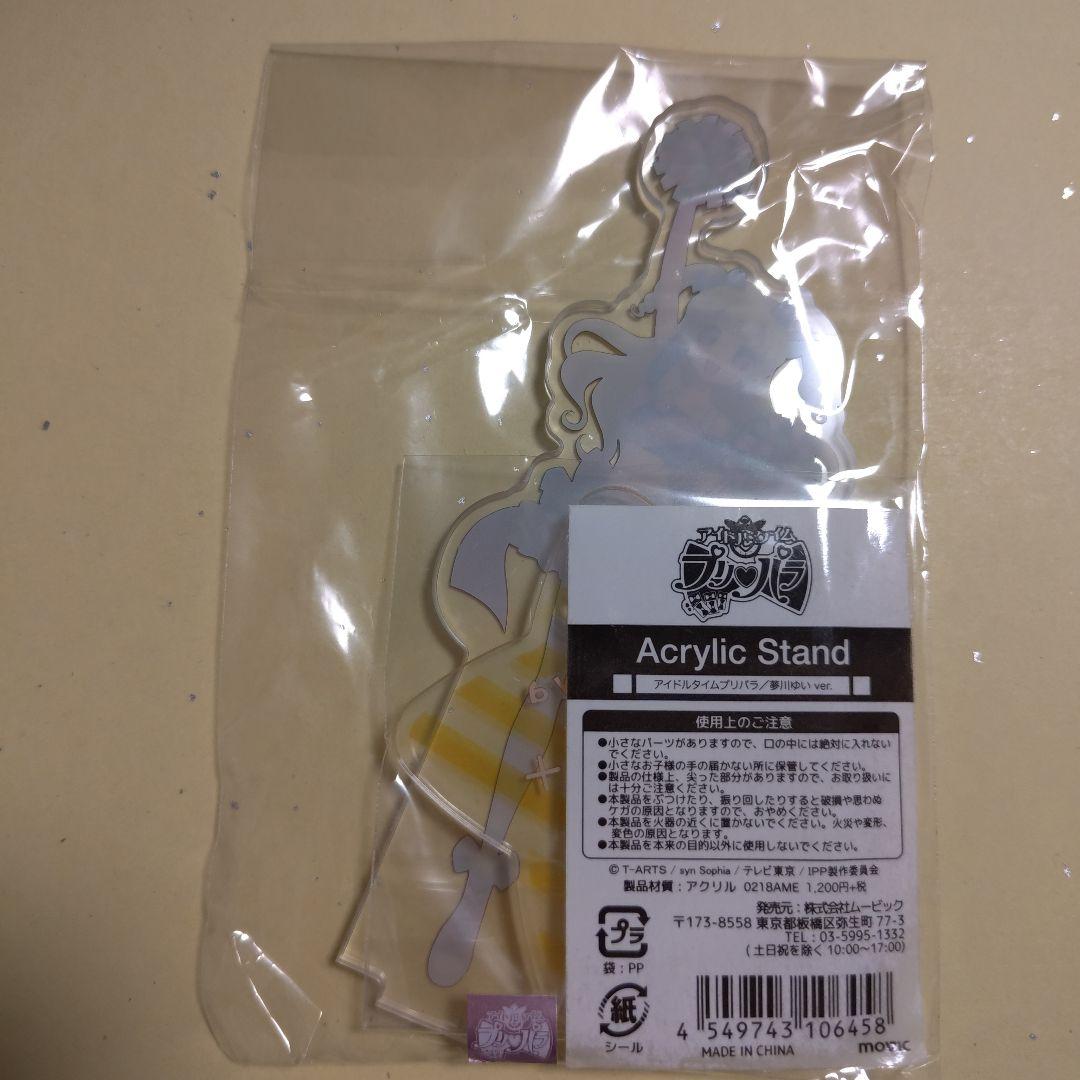 アイドルタイム
プリパラ
Acrylic Stand
アイドルタイムプリパラ/夢川ゆい ver.
使用上のご注意
●小さなパーツがありますので、口の中には絶対に入れない
でください。
●小さなお子様の手の届かない所に保管してください。
●製品の仕様上、尖った部分がありますので、お取り扱いに
は十分ご注意ください。
●本製品をぶつけたり、振り回したりすると破損や思わぬ
ケガの原因となりますので、おやめください。
●本製品を火器の近くに置かないでください。火災や変形、
変色の原因となります。
●本製品を本来の目的以外に使用しないでください。
© T-ARTS / syn Sophia / テレビ東京 / IPP製作委員会
製品材質:アクリル 0218AME 1,200円+税
発売元:株式会社ムービック
〒173-8558 東京都板橋区弥生町 77-3
TEL:03-5995-1332
(土日祝を除く 10:00~17:00)
プラ
袋:PP
紙
シール
4 549743 106458
MADE IN CHINA
movic
アイドルタイム
プリパラ